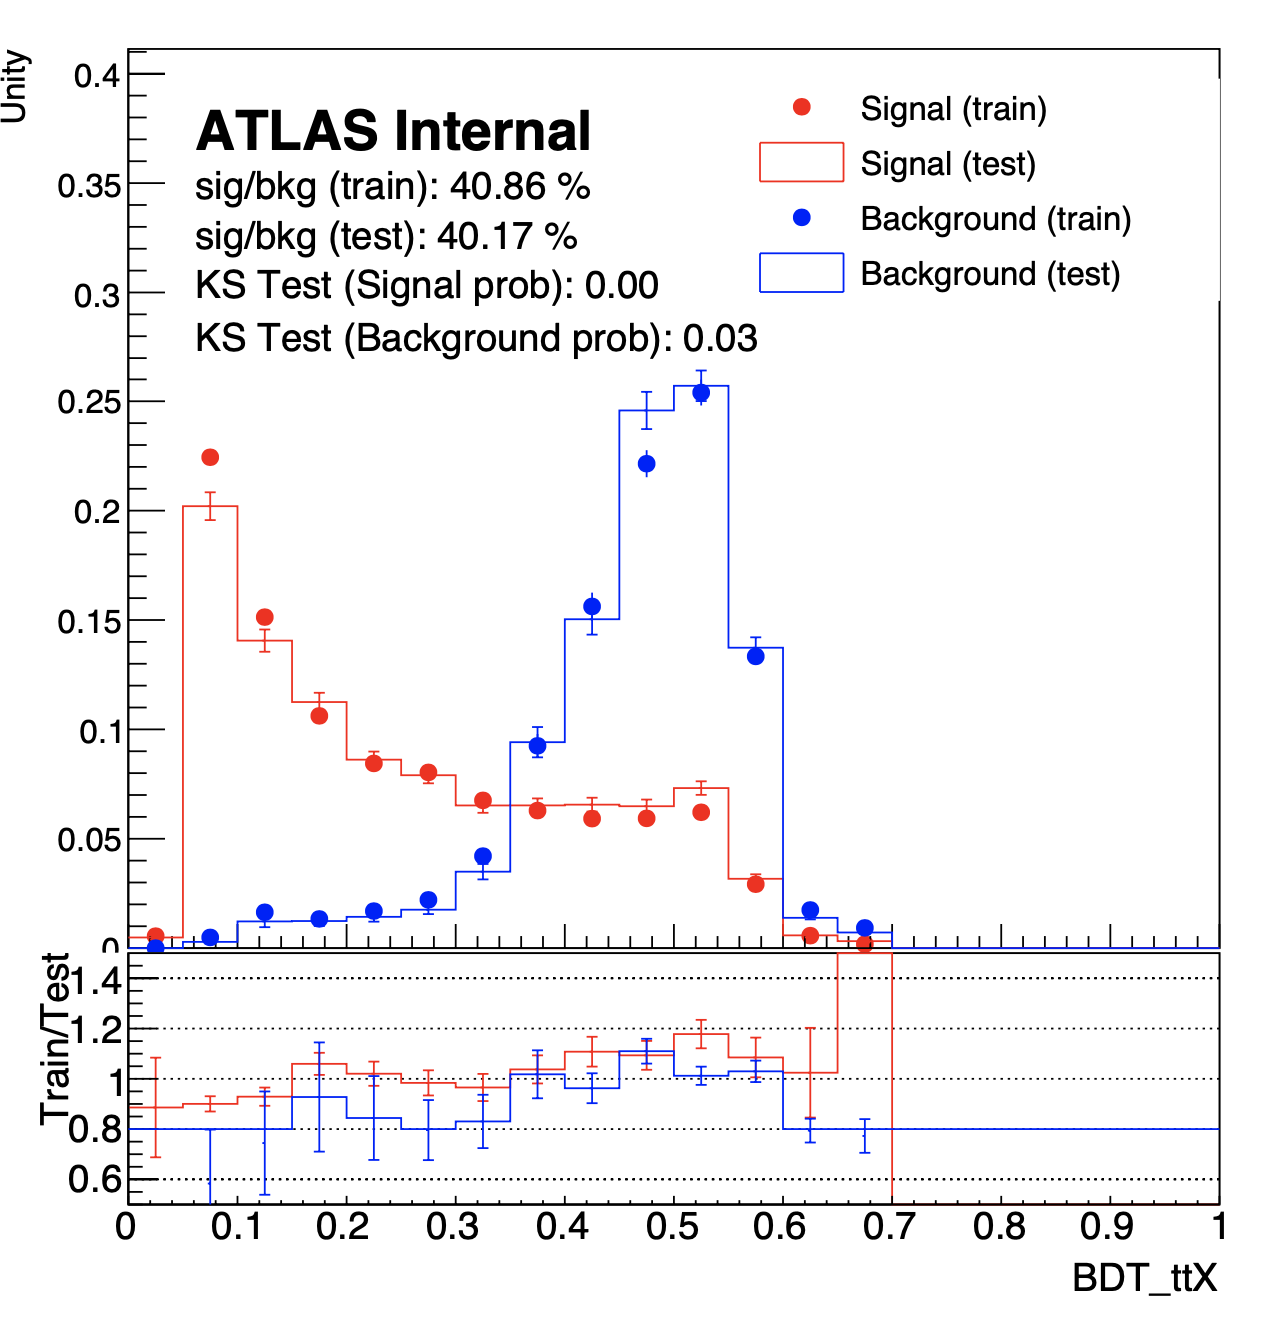 Unity
0.4
0.35
0.3
0.25
0.2
0.15
0.1
0.05
0
ATLAS Internal
sig/bkg (train): 40.86 %
sig/bkg (test): 40.17 %
KS Test (Signal prob): 0.00
KS Test (Background prob): 0.03
Signal (train)
Signal (test)
Background (train)
Background (test)
Train/Test
1.4
1.2
1
0.8
0.6
0 0.1 0.2 0.3 0.4 0.5 0.6 0.7 0.8 0.9 1
BDT_ttX